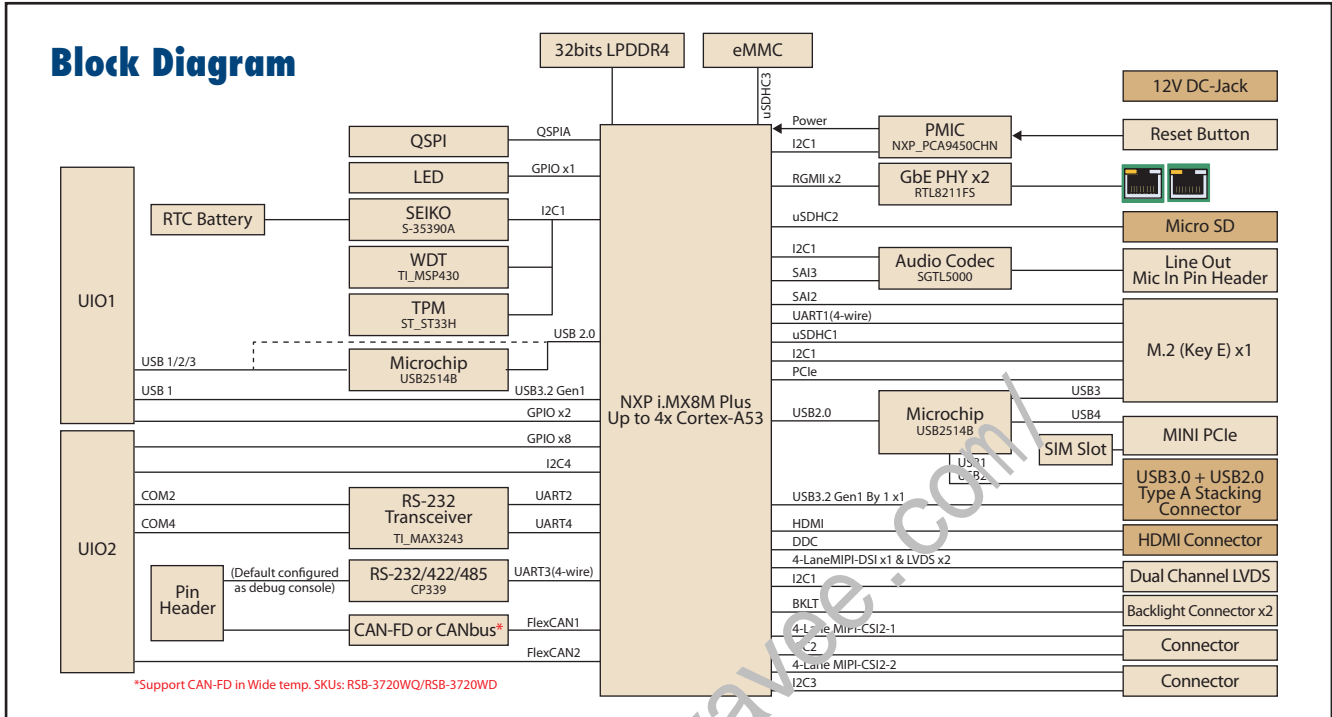 Block Diagram
32bits LPDDR4
eMMC
uSDHC3
12V DC-Jack
QSPI
QSPIA
Power
I2C1
PMIC
NXP_PCA9450CHN
Reset Button
LED
GPIO x1
RGMII x2
GbE PHY x2
RTL8211FS
RTC Battery
SEIKO
S-35390A
I2C1
uSDHC2
Micro SD
WDT
TI_MSP430
I2C1
SAI3
Audio Codec
SGTL5000
Line Out
Mic In Pin Header
UIO1
TPM
ST_ST33H
SAI2
UART1(4-wire)
uSDHC1
I2C1
PCIe
M.2 (Key E) x1
USB 2.0
USB 1/2/3
Microchip
USB2514B
USB 1
USB3.2 Gen1
GPIO x2
NXP i.MX8M Plus
Up to 4x Cortex-A53
USB2.0
Microchip
USB2514B
USB3
USB4
MINI PCIe
SIM Slot
USB1
USB2
GPIO x8
I2C4
USB3.2 Gen1 By 1 x1
USB3.0 + USB2.0
Type A Stacking
Connector
UIO2
COM2
COM4
RS-232
Transceiver
TI_MAX3243
UART2
UART4
HDMI
DDC
HDMI Connector
4-LaneMIPI-DSI x1 & LVDS x2
I2C1
Dual Channel LVDS
Pin
Header
(Default configured
as debug console)
RS-232/422/485
CP339
UART3(4-wire)
BKLT
Backlight Connector x2
CAN-FD or CANbus*
FlexCAN1
FlexCAN2
MIPI-CSI2-1
Connector
4-Lane MIPI-CSI2-2
I2C3
Connector
*Support CAN-FD in Wide temp. SKUs: RSB-3720WQ/RSB-3720WD